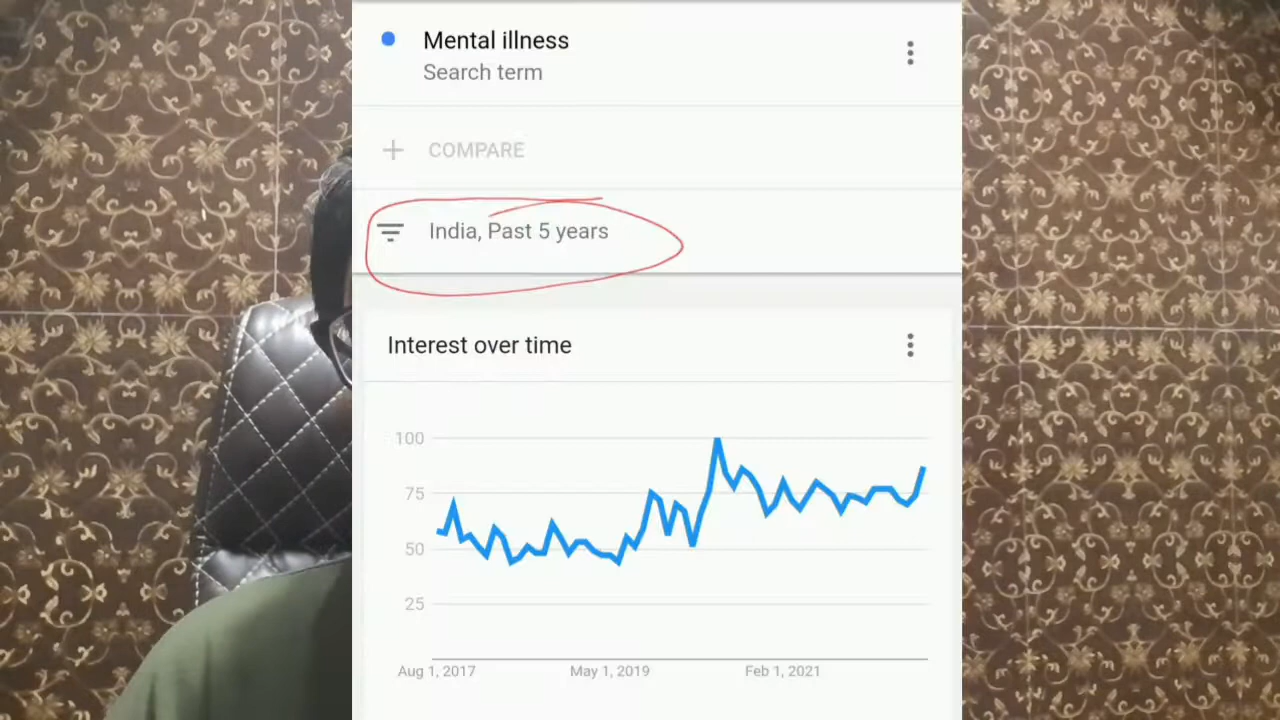 Mental illness
Search term
COMPARE
India, Past 5 years
Interest over time
100
75
50
25
Aug 1, 2017 May 1, 2019 Feb 1, 2021